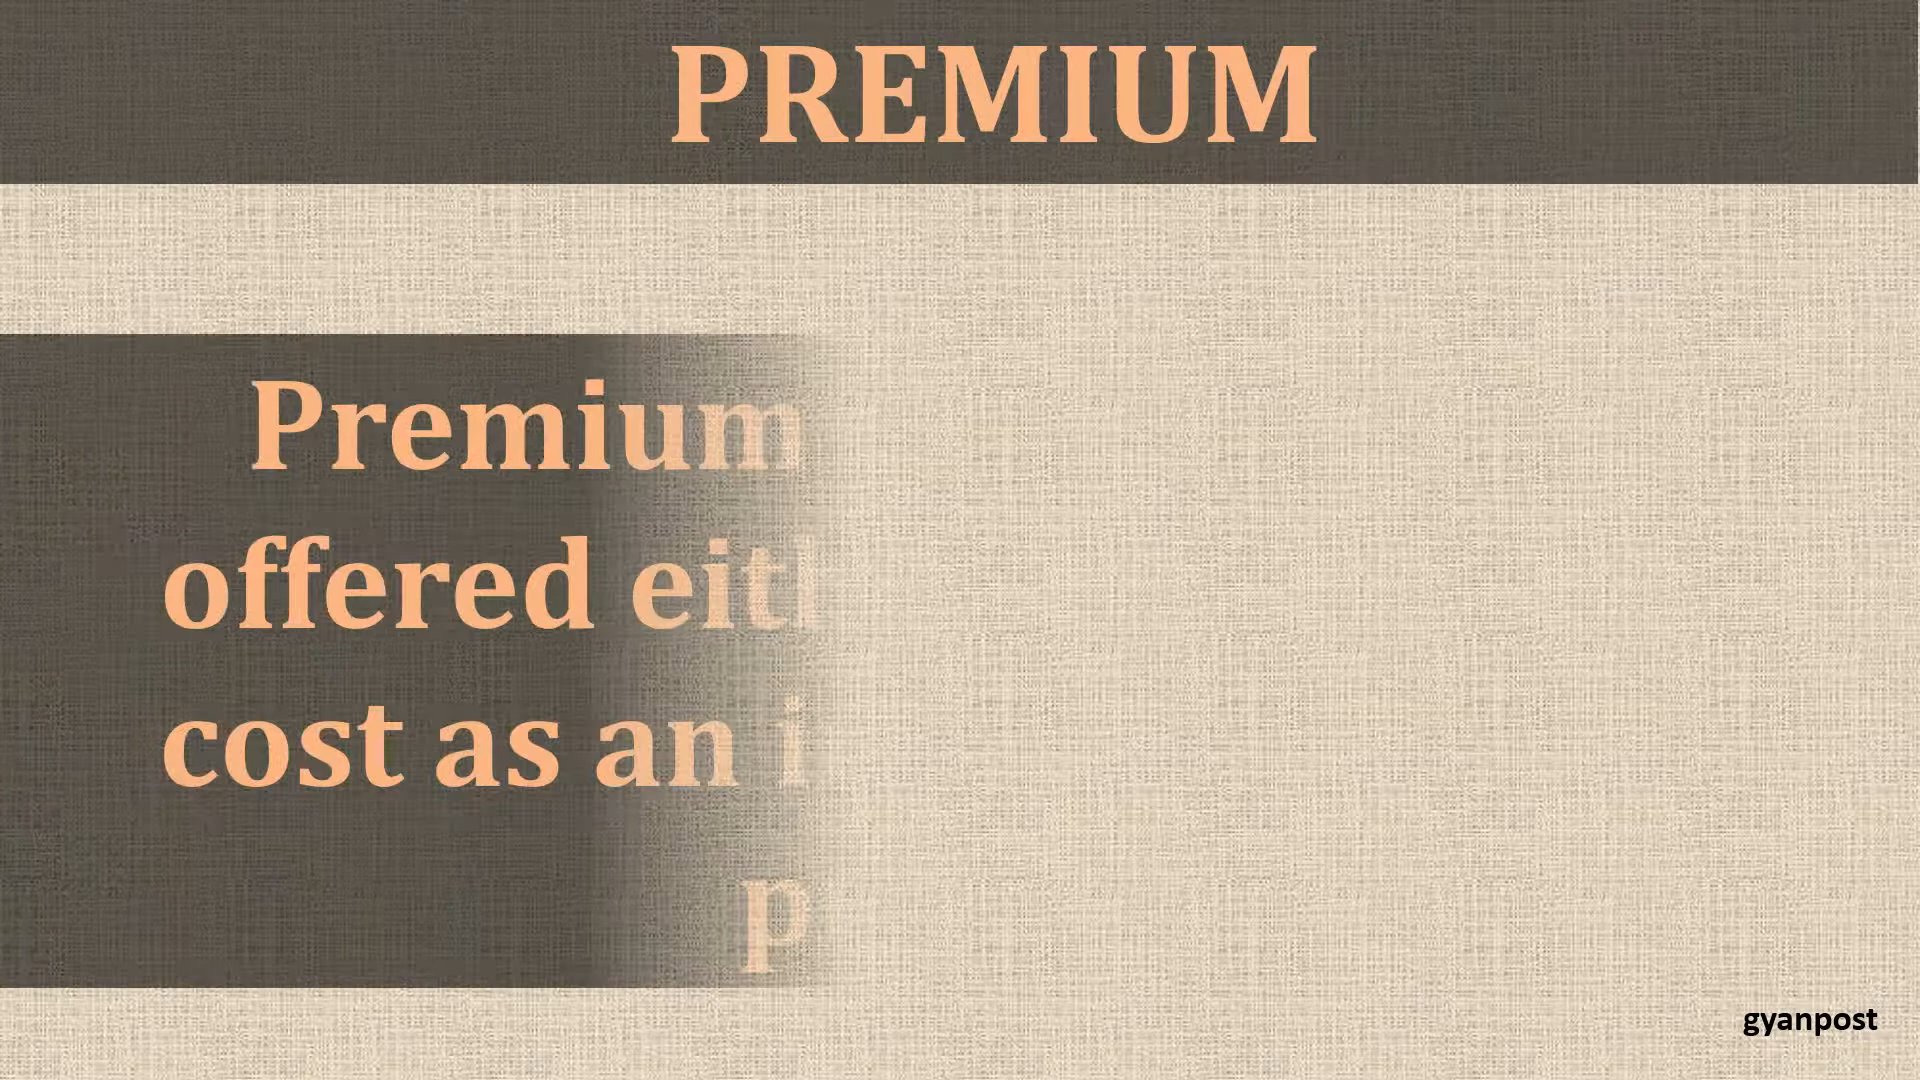 PREMIUM
Premium
offered
cost as an
gyanpost